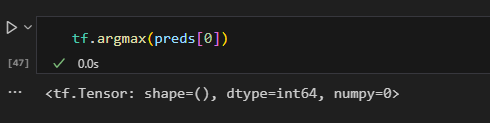 tf.argmax(preds[0])
[47]
0.0s
...
<tf.Tensor: shape=(), dtype=int64, numpy=0>